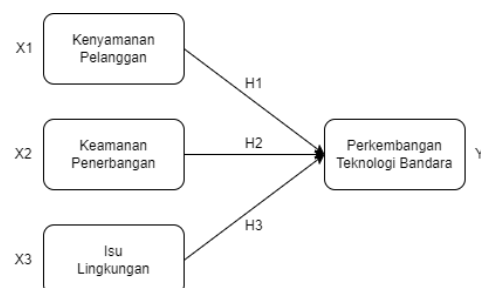 X1
Kenyamanan
Pelanggan
H1
X2
Keamanan
Penerbangan
H2
Perkembangan
Teknologi Bandara
Y
H3
X3
Isu
Lingkungan